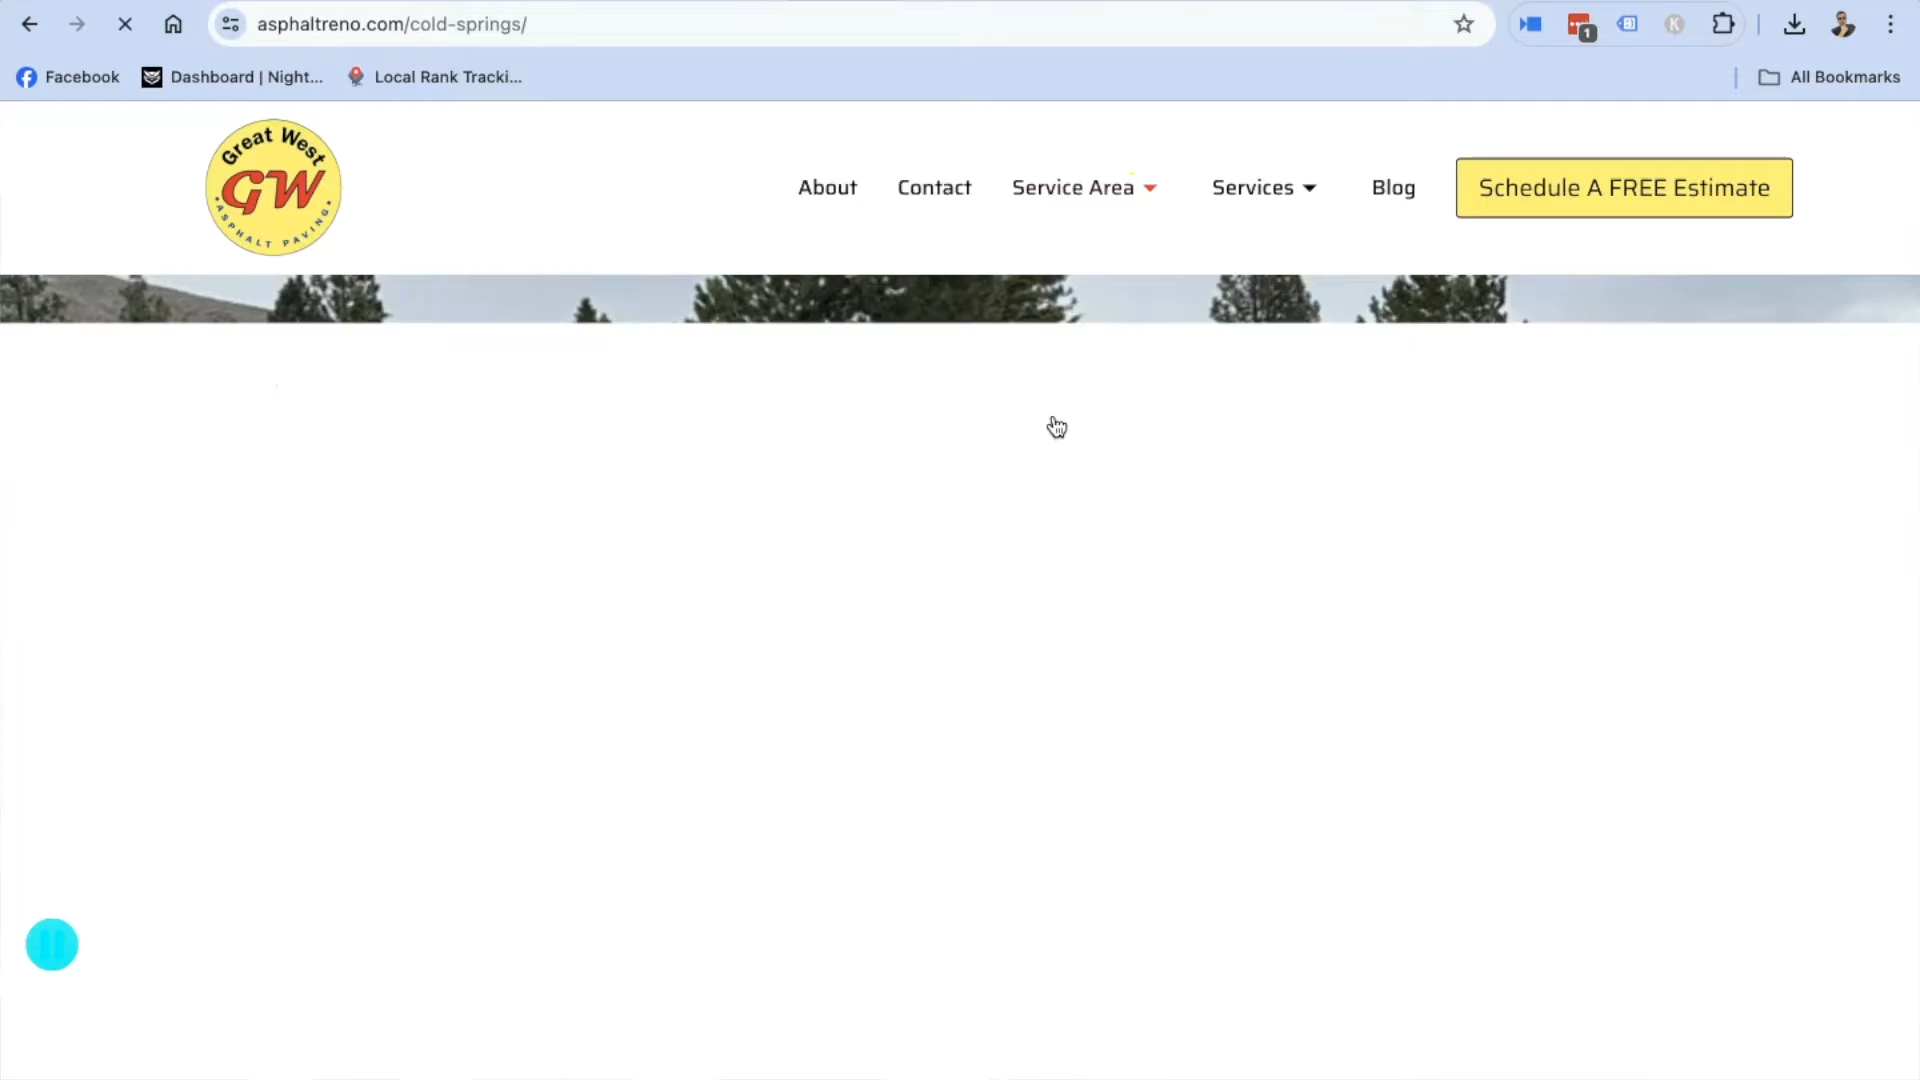 asphaltreno.com/cold-springs/
1
K
Facebook
Dashboard | Night...
Local Rank Tracki...
All Bookmarks
Great West
GW
• ASPHALT PAVING •
About
Contact
Service Area
Services
Blog
Schedule A FREE Estimate